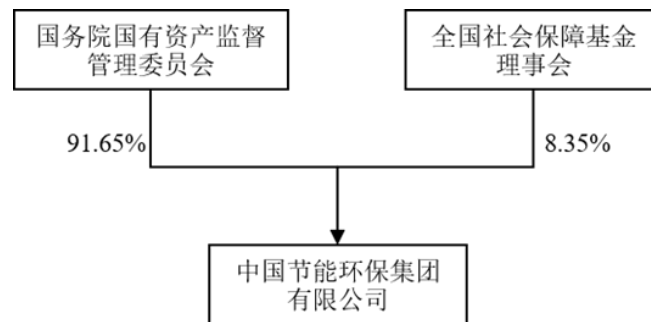 国务院国有资产监督
管理委员会
全国社会保障基金
理事会
91.65%
8.35%
中国节能环保集团
有限公司